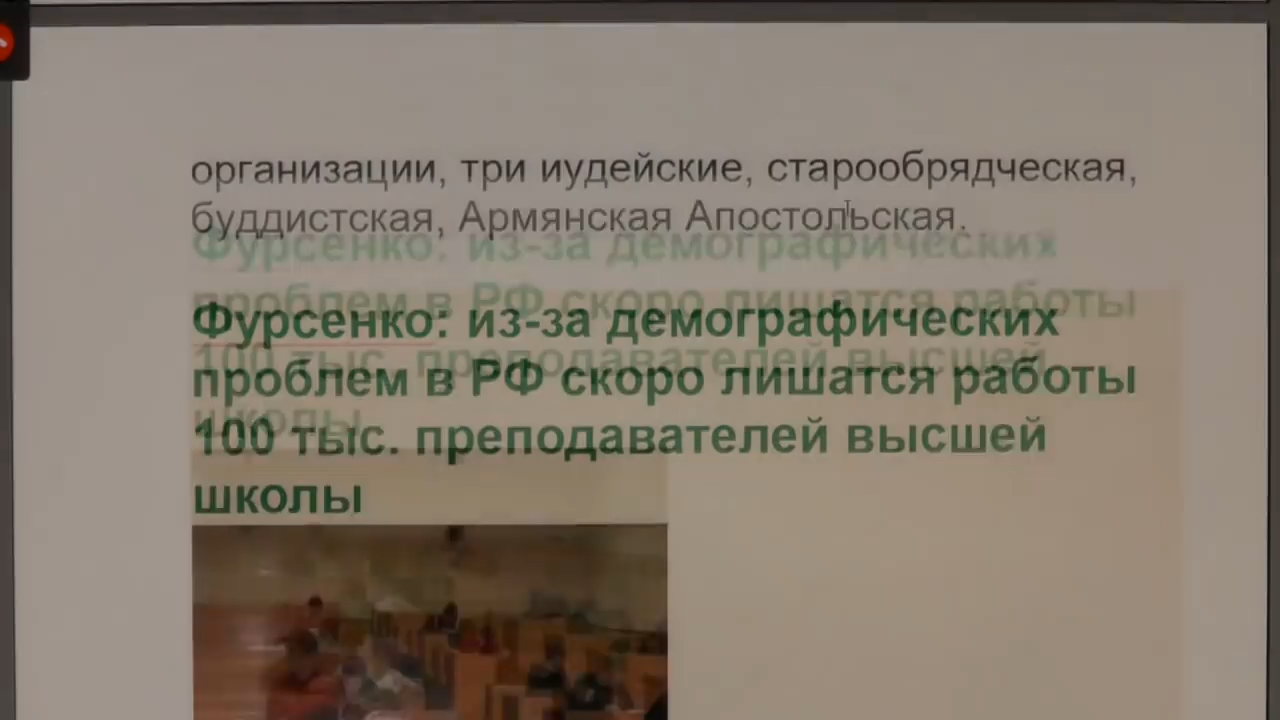 организации, три иудейские, старообрядческая,
буддистская, Армянская Апостольская.
Фурсенко: из-за демографических
проблем в РФ скоро лишатся работы
100 тыс. преподавателей высшей
школы